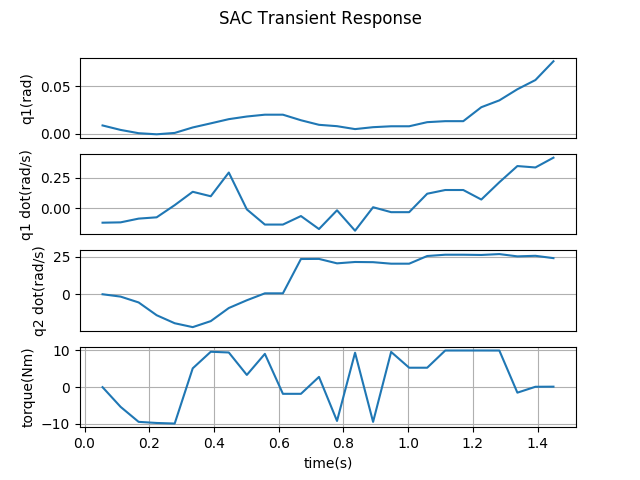 SAC Transient Response
q1(rad)
0.05
0.00
q1 dot(rad/s)
0.25
0.00
q2 dot(rad/s)
25
0
torque(Nm)
10
0
−10
0.0 0.2 0.4 0.6 0.8 1.0 1.2 1.4
time(s)